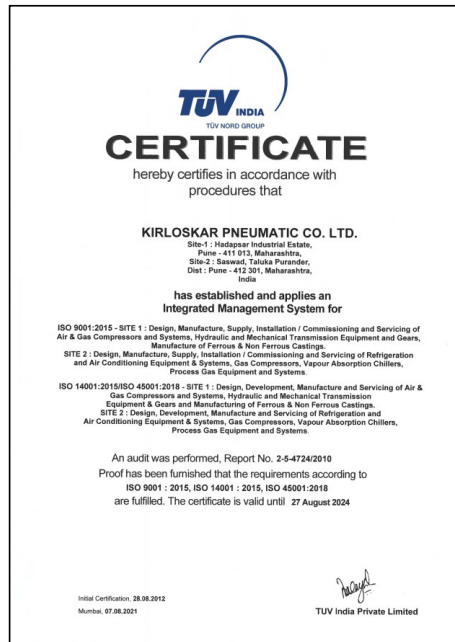 TÜV INDIA
TÜV NORD GROUP
CERTIFICATE
hereby certifies in accordance with
procedures that
KIRLOSKAR PNEUMATIC CO. LTD.
Site-1 : Hadapsar Industrial Estate,
Pune - 411 013, Maharashtra,
Site-2 : Saswad, Taluka Purander,
Dist : Pune - 412 301, Maharashtra,
India
has established and applies an
Integrated Management System for
ISO 9001:2015 - SITE 1 : Design, Manufacture, Supply, Installation / Commissioning and Servicing of
Air & Gas Compressors and Systems, Hydraulic and Mechanical Transmission Equipment and Gears,
Manufacture of Ferrous & Non Ferrous Castings.
SITE 2 : Design, Manufacture, Supply, Installation / Commissioning and Servicing of Refrigeration
and Air Conditioning Equipment & Systems, Gas Compressors, Vapour Absorption Chillers,
Process Gas Equipment and Systems.
ISO 14001:2015/ISO 45001:2018 - SITE 1 : Design, Development, Manufacture and Servicing of Air &
Gas Compressors and Systems, Hydraulic and Mechanical Transmission
Equipment & Gears and Manufacturing of Ferrous & Non Ferrous Castings.
SITE 2 : Design, Development, Manufacture and Servicing of Refrigeration and
Air Conditioning Equipment & Systems, Gas Compressors, Vapour Absorption Chillers,
Process Gas Equipment and Systems.
An audit was performed, Report No. 2-5-4724/2010
Proof has been furnished that the requirements according to
ISO 9001 : 2015, ISO 14001 : 2015, ISO 45001:2018
are fulfilled. The certificate is valid until 27 August 2024
Initial Certification, 28.08.2012
Mumbai, 07.08.2021
TUV India Private Limited